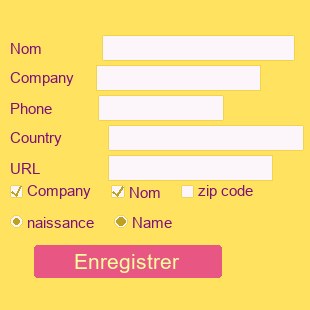 Nom
Company
Phone
Country
URL
Company Nom zip code
naissance Name
Enregistrer